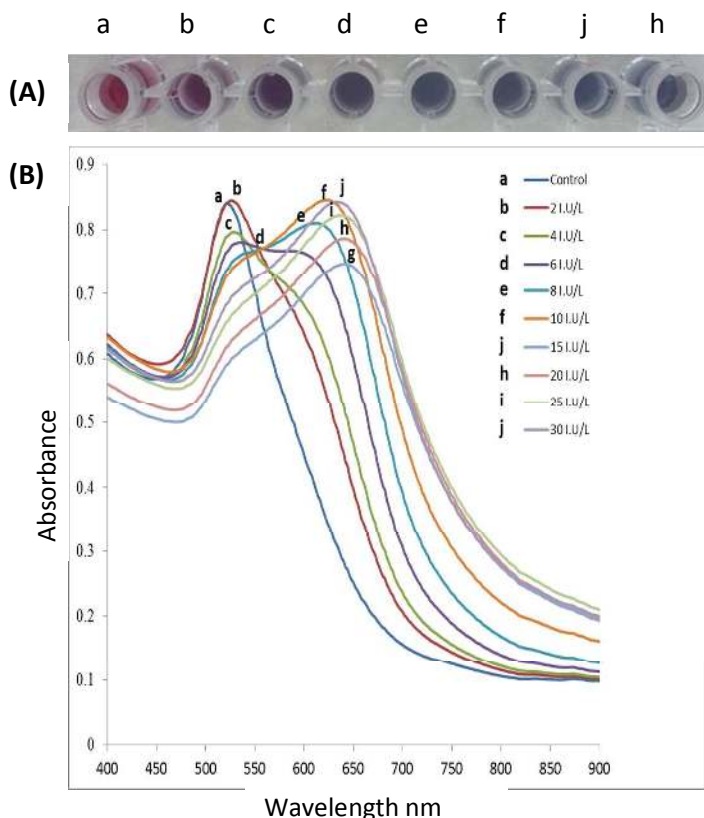 a b c d e f j h
(A)
(B)
0.9
0.8
0.7
0.6
0.5
0.4
0.3
0.2
0.1
0
Absorbance
400 450 500 550 600 650 700 750 800 850 900
Wavelength nm
a b c d e f j i h g
a Control
b 2 I.U/L
c 4 I.U/L
d 6 I.U/L
e 8 I.U/L
f 10 I.U/L
j 15 I.U/L
h 20 I.U/L
i 25 I.U/L
j 30 I.U/L